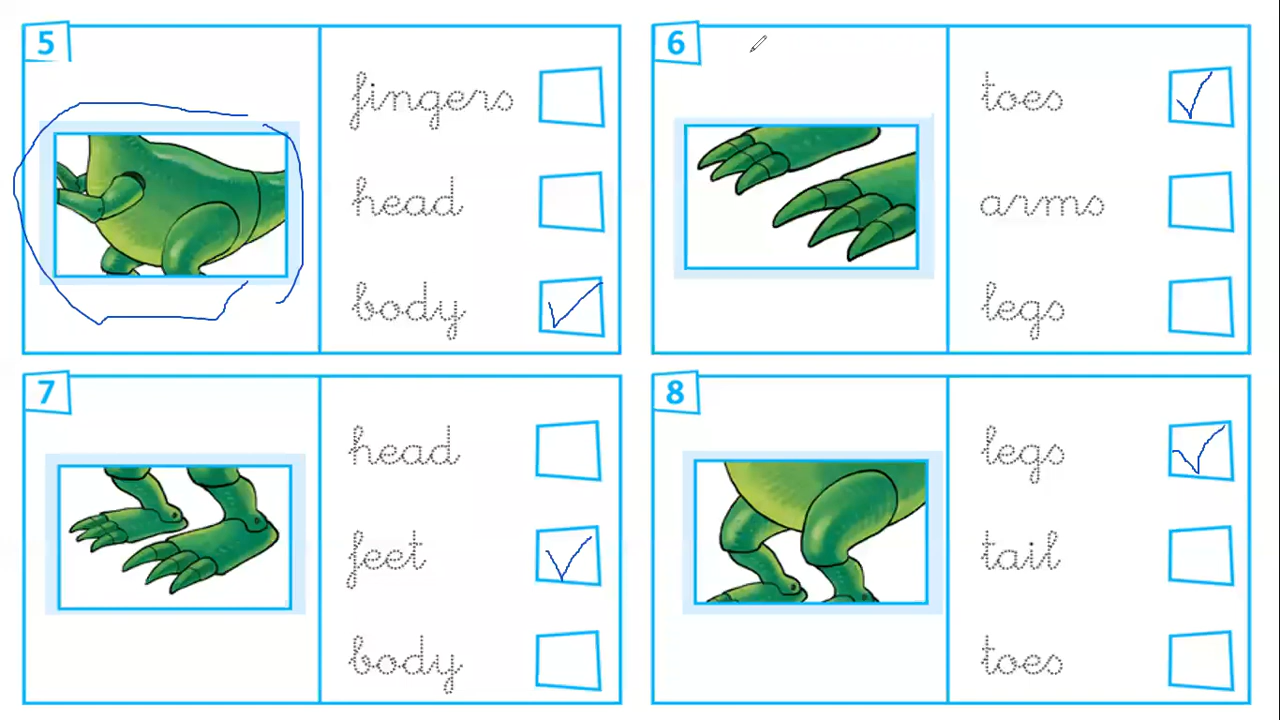 5
fingers
head
body
6
toes
arms
legs
7
head
feet
body
8
legs
tail
toes